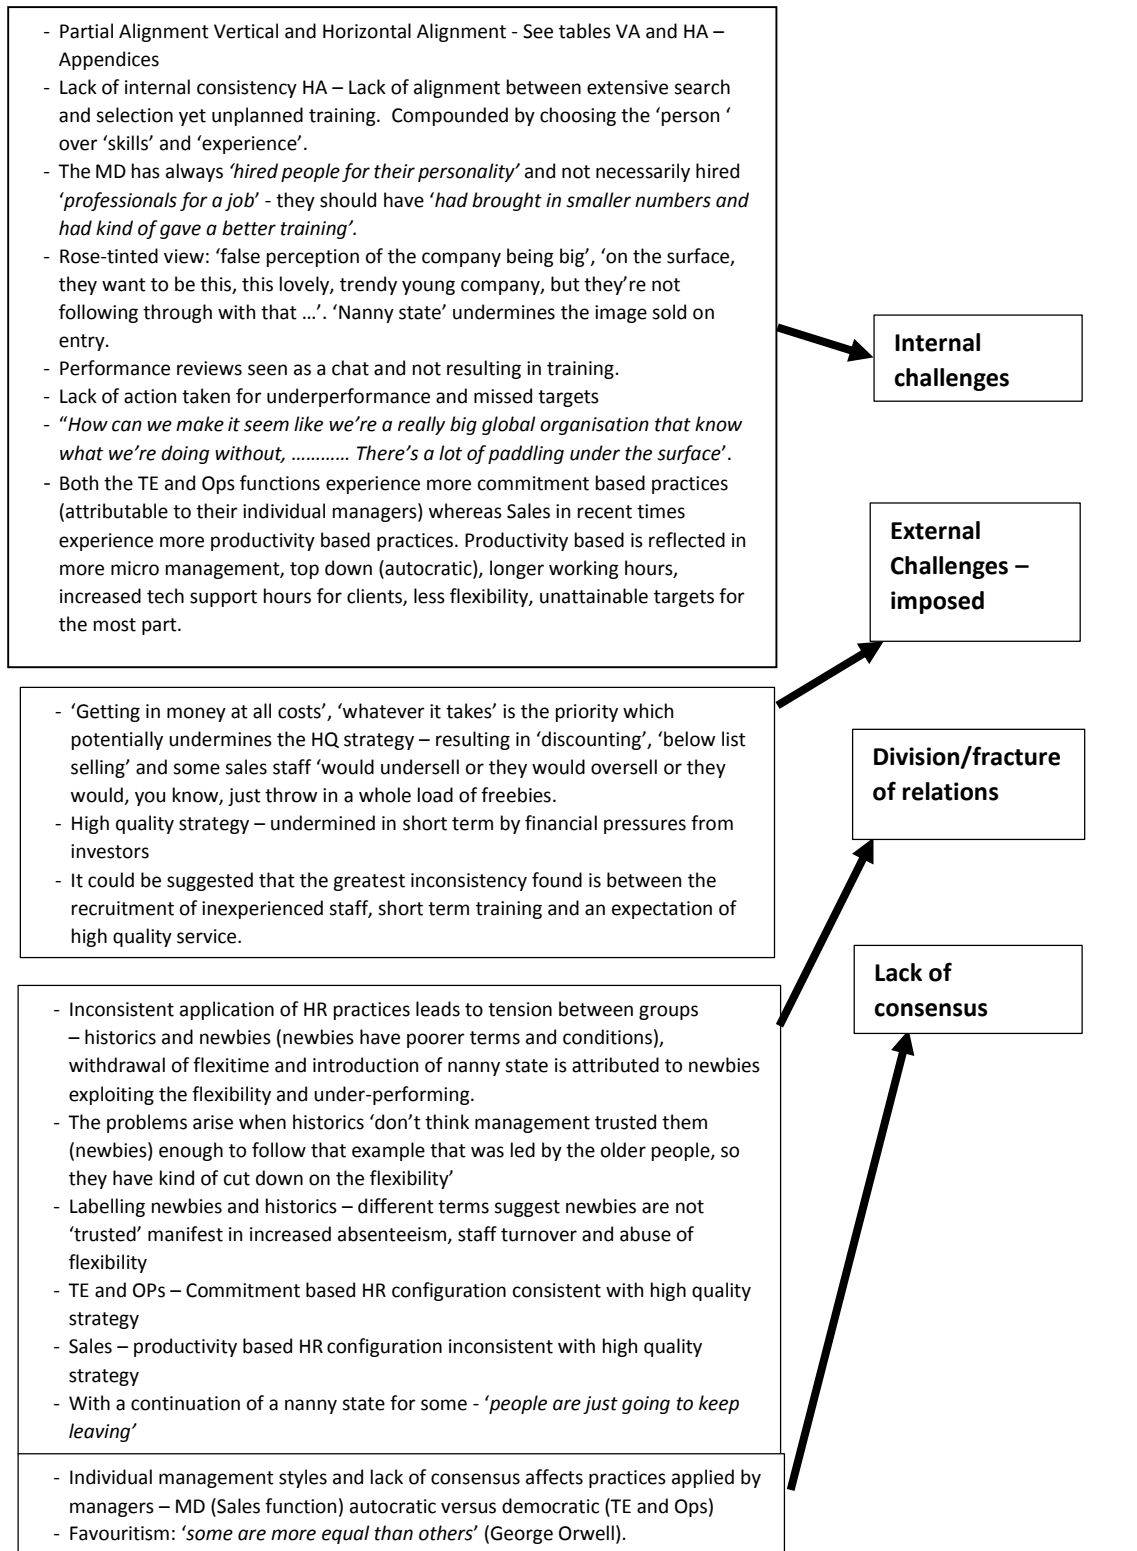 - Partial Alignment Vertical and Horizontal Alignment - See tables VA and HA –
Appendices
- Lack of internal consistency HA – Lack of alignment between extensive search
and selection yet unplanned training.  Compounded by choosing the 'person '
over 'skills' and 'experience'.
- The MD has always 'hired people for their personality' and not necessarily hired
'professionals for a job' - they should have 'had brought in smaller numbers and
had kind of gave a better training'.
- Rose-tinted view: 'false perception of the company being big', 'on the surface,
they want to be this, this lovely, trendy young company, but they're not
following through with that …'. 'Nanny state' undermines the image sold on
entry.
- Performance reviews seen as a chat and not resulting in training.
- Lack of action taken for underperformance and missed targets
- "How can we make it seem like we're a really big global organisation that know
what we're doing without, ………… There's a lot of paddling under the surface'.
- Both the TE and Ops functions experience more commitment based practices
(attributable to their individual managers) whereas Sales in recent times
experience more productivity based practices. Productivity based is reflected in
more micro management, top down (autocratic), longer working hours,
increased tech support hours for clients, less flexibility, unattainable targets for
the most part.
Internal
challenges
- 'Getting in money at all costs', 'whatever it takes' is the priority which
potentially undermines the HQ strategy – resulting in 'discounting', 'below list
selling' and some sales staff 'would undersell or they would oversell or they
would, you know, just throw in a whole load of freebies.
- High quality strategy – undermined in short term by financial pressures from
investors
- It could be suggested that the greatest inconsistency found is between the
recruitment of inexperienced staff, short term training and an expectation of
high quality service.
External
Challenges –
imposed
- Inconsistent application of HR practices leads to tension between groups
– historics and newbies (newbies have poorer terms and conditions),
withdrawal of flexitime and introduction of nanny state is attributed to newbies
exploiting the flexibility and under-performing.
- The problems arise when historics 'don't think management trusted them
(newbies) enough to follow that example that was led by the older people, so
they have kind of cut down on the flexibility'
- Labelling newbies and historics – different terms suggest newbies are not
'trusted' manifest in increased absenteeism, staff turnover and abuse of
flexibility
- TE and OPs – Commitment based HR configuration consistent with high quality
strategy
- Sales – productivity based HR configuration inconsistent with high quality
strategy
- With a continuation of a nanny state for some - 'people are just going to keep
leaving'
Division/fracture
of relations
- Individual management styles and lack of consensus affects practices applied by
managers – MD (Sales function) autocratic versus democratic (TE and Ops)
- Favouritism: 'some are more equal than others' (George Orwell).
Lack of
consensus